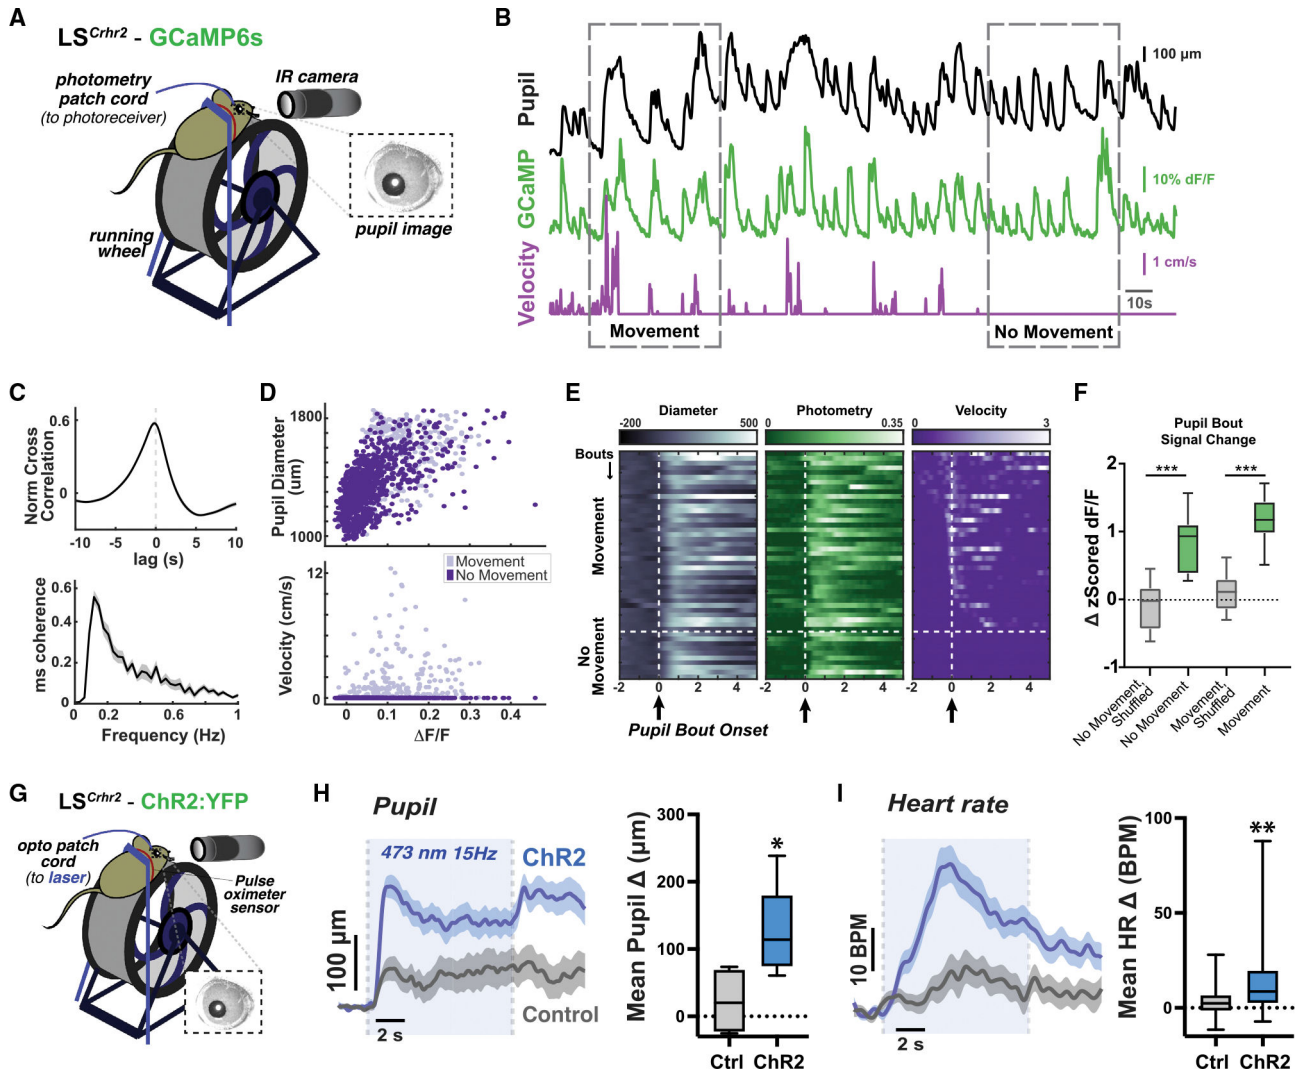 A
LS^Crhr2 - GCaMP6s
photometry
patch cord
(to photoreceiver)
IR camera
running
wheel
pupil image
B
Pupil
GCaMP
Velocity
100 µm
10% dF/F
1 cm/s
10s
Movement
No Movement
C
Norm Cross
Correlation
0.6
0
-10 -5 0 5 10
lag (s)
ms coherence
0.6
0.4
0.2
0
0 0.2 0.6 1
Frequency (Hz)
D
Pupil Diameter
(um)
1800
1000
Movement
No Movement
Velocity (cm/s)
12
0
0 0.1 0.2 0.3 0.4
ΔF/F
E
Diameter
-200 500
Photometry
0 0.35
Velocity
0 3
Bouts
Movement
No
Movement
-2 0 2 4
-2 0 2 4
-2 0 2 4
Pupil Bout Onset
F
Pupil Bout
Signal Change
*** ***
Δ zScored dF/F
2
1
0
-1
No Movement,
Shuffled
No Movement
Movement,
Shuffled
Movement
G
LS^Crhr2 - ChR2:YFP
opto patch
cord
(to laser)
Pulse
oximeter
sensor
H
Pupil
473 nm 15Hz
ChR2
Control
100 µm
2 s
Mean Pupil Δ (µm)
300
200
100
0
*
Ctrl ChR2
I
Heart rate
10 BPM
2 s
Mean HR Δ (BPM)
100
50
0
**
Ctrl ChR2